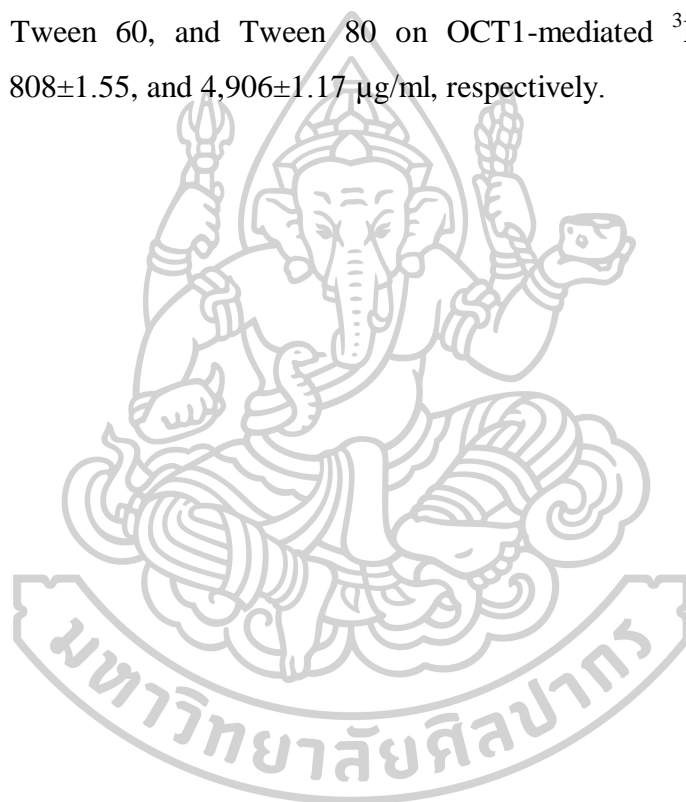 Tween 60, and Tween 80 on OCT1-mediated
808±1.55, and 4,906±1.17 µg/ml, respectively.
มหาวิทยาลัยศิลปากร